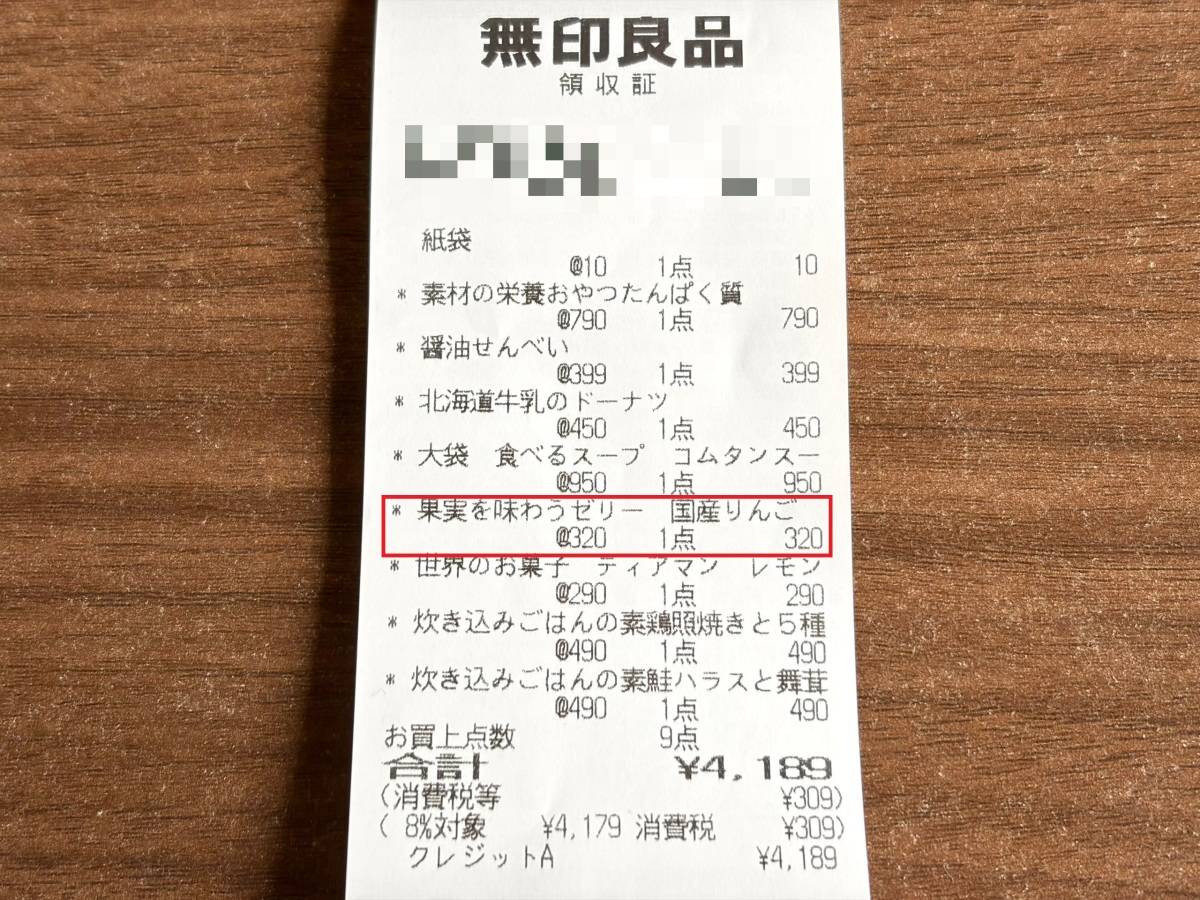 無印良品
領収証
紙袋
@10 1点 10
* 素材の栄養おやつたんぱく質
@790 1点 790
* 醤油せんべい
@399 1点 399
* 北海道牛乳のドーナツ
@450 1点 450
* 大袋 食べるスープ コムタンスー
@950 1点 950
* 果実を味わうゼリー 国産りんご
@320 1点 320
* 世界のお菓子 ティアマン レモン
@290 1点 290
* 炊き込みごはんの素鶏照焼きと5種
@490 1点 490
* 炊き込みごはんの素鮭ハラスと舞茸
@490 1点 490
お買上点数 9点
合計 ¥4,189
(消費税等 ¥309)
( 8%対象 ¥4,179 消費税 ¥309)
クレジットA ¥4,189